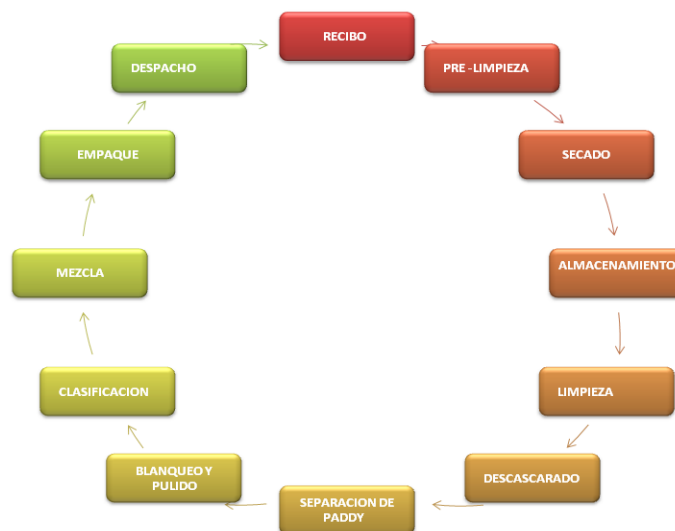 RECIBO
PRE -LIMPIEZA
SECADO
ALMACENAMIENTO
LIMPIEZA
DESCASCARADO
SEPARACION DE
PADDY
BLANQUEO Y
PULIDO
CLASIFICACION
MEZCLA
EMPAQUE
DESPACHO